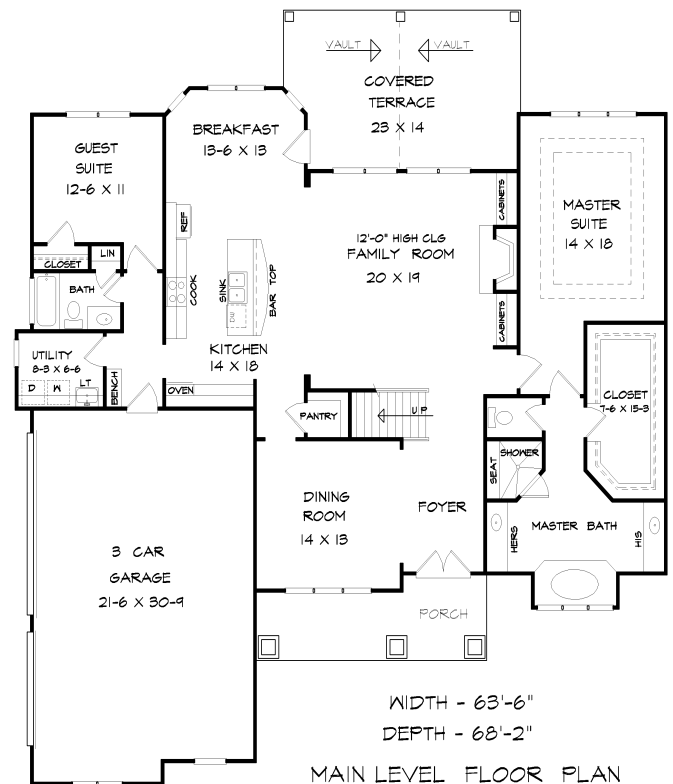 VAULT
VAULT
COVERED
TERRACE
23 X 14
BREAKFAST
13-6 X 13
GUEST
SUITE
12-6 X 11
CABINETS
MASTER
SUITE
14 X 18
REF
12'-0" HIGH CLG
FAMILY ROOM
20 X 19
CLOSET
LIN
BATH
COOK
SINK
DW
BAR TOP
CABINETS
KITCHEN
14 X 18
UTILITY
8-3 X 6-6
D
W
LT
BENCH
OVEN
PANTRY
UP
CLOSET
7-6 X 15-3
SEAT
SHOWER
DINING
ROOM
14 X 13
FOYER
HERS
MASTER BATH
HIS
3 CAR
GARAGE
21-6 X 30-9
PORCH
WIDTH - 63'-6"
DEPTH - 68'-2"
MAIN LEVEL FLOOR PLAN